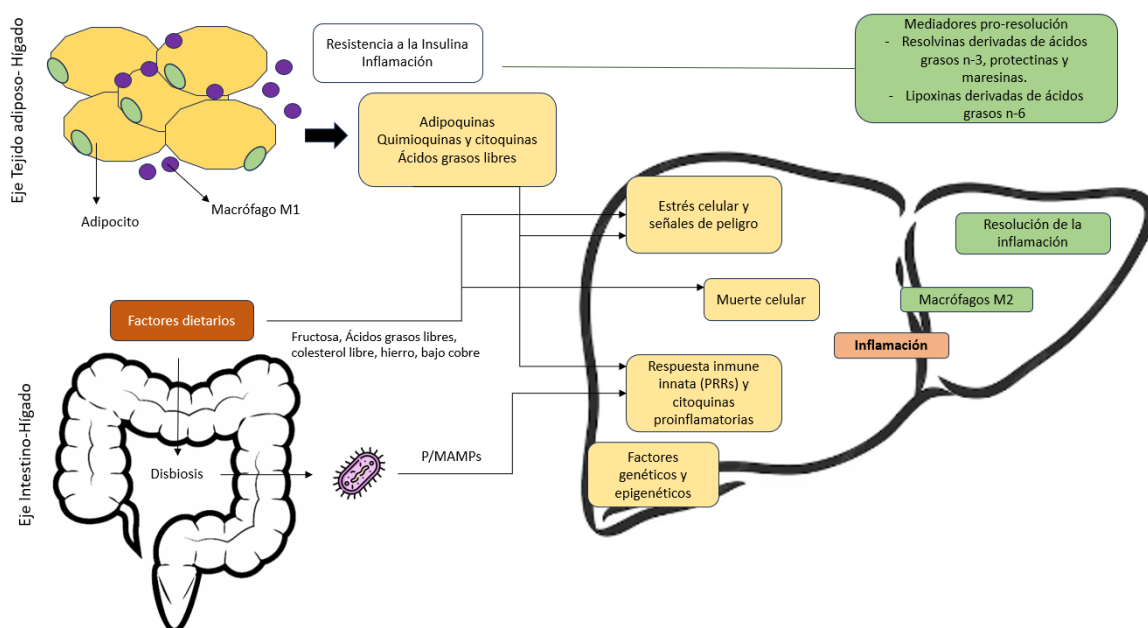 Eje Tejido adiposo- Hígado
Resistencia a la Insulina
Inflamación
Mediadores pro-resolución
- Resolvinas derivadas de ácidos
grasos n-3, protectinas y
maresinas.
- Lipoxinas derivadas de ácidos
grasos n-6
Adipoquinas
Quimioquinas y citoquinas
Ácidos grasos libres
Adipocito
Macrófago M1
Estrés celular y
señales de peligro
Resolución de la
inflamación
Muerte celular
Macrófagos M2
Inflamación
Factores dietarios
Fructosa, Ácidos grasos libres,
colesterol libre, hierro, bajo cobre
Eje Intestino-Hígado
Respuesta inmune
innata (PRRs) y
citoquinas
proinflamatorias
Disbiosis
P/MAMPs
Factores
genéticos y
epigenéticos